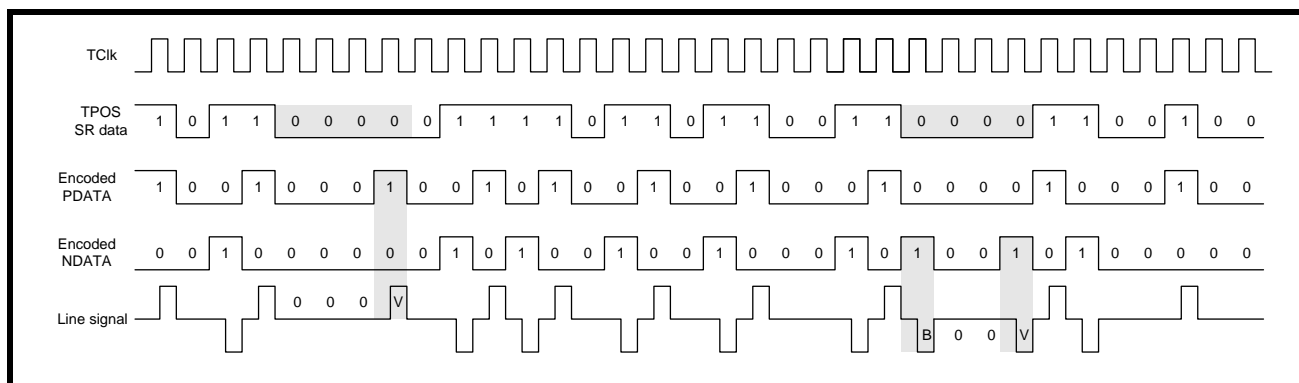 TClk
TPOS
SR data
1 0 1 1 0 0 0 0 0 1 1 1 1 0 1 1 0 1 1 0 0 1 1 0 0 0 0 1 1 0 0 1 0 0
Encoded
PDATA
1 0 0 1 0 0 0 1 0 0 1 0 1 0 0 1 0 0 1 0 0 0 1 0 0 0 0 1 0 0 0 1 0 0
Encoded
NDATA
0 0 1 0 0 0 0 0 0 1 0 1 0 0 1 0 0 1 0 0 0 1 0 1 0 0 1 0 1 0 0 0 0 0
Line signal
0 0 0 V
B 0 0 V